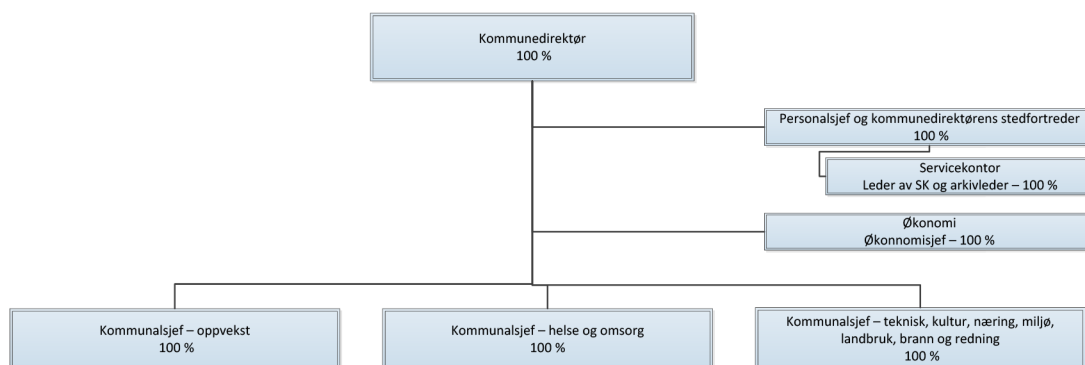 Kommunedirektør
100 %
Personalsjef og kommunedirektørens stedfortreder
100 %
Servicekontor
Leder av SK og arkivleder – 100 %
Økonomi
Økonnomisjef – 100 %
Kommunalsjef – oppvekst
100 %
Kommunalsjef – helse og omsorg
100 %
Kommunalsjef – teknisk, kultur, næring, miljø,
landbruk, brann og redning
100 %